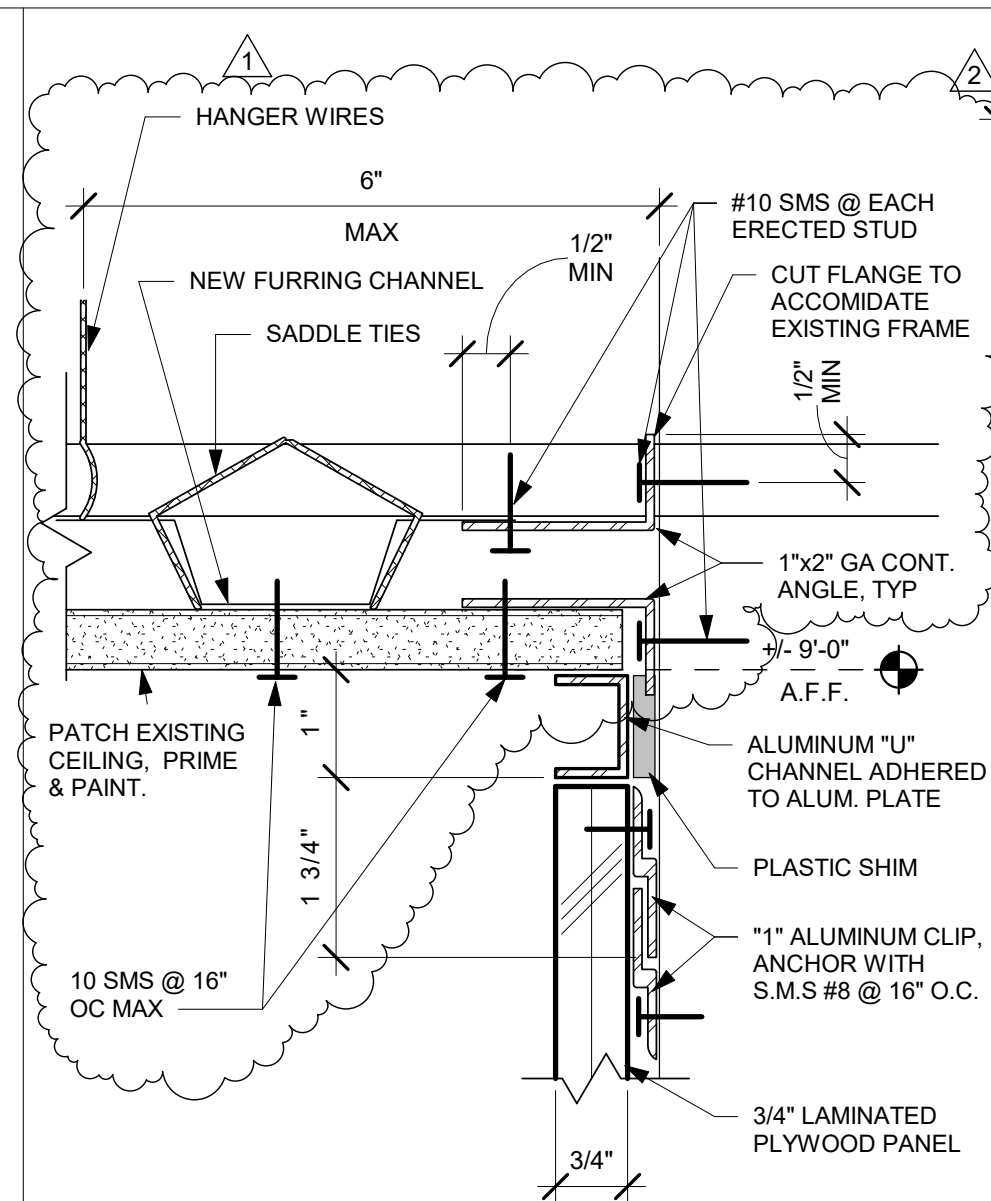 1
2
HANGER WIRES
6"
MAX
1/2"
MIN
#10 SMS @ EACH
ERECTED STUD
NEW FURRING CHANNEL
CUT FLANGE TO
ACCOMIDATE
EXISTING FRAME
SADDLE TIES
1/2"
MIN
1"x2" GA CONT.
ANGLE, TYP
+/- 9'-0"
A.F.F.
PATCH EXISTING
CEILING, PRIME
& PAINT.
1"
ALUMINUM "U"
CHANNEL ADHERED
TO ALUM. PLATE
1 3/4"
PLASTIC SHIM
"1" ALUMINUM CLIP,
ANCHOR WITH
S.M.S #8 @ 16" O.C.
10 SMS @ 16"
OC MAX
3/4" LAMINATED
PLYWOOD PANEL
3/4"